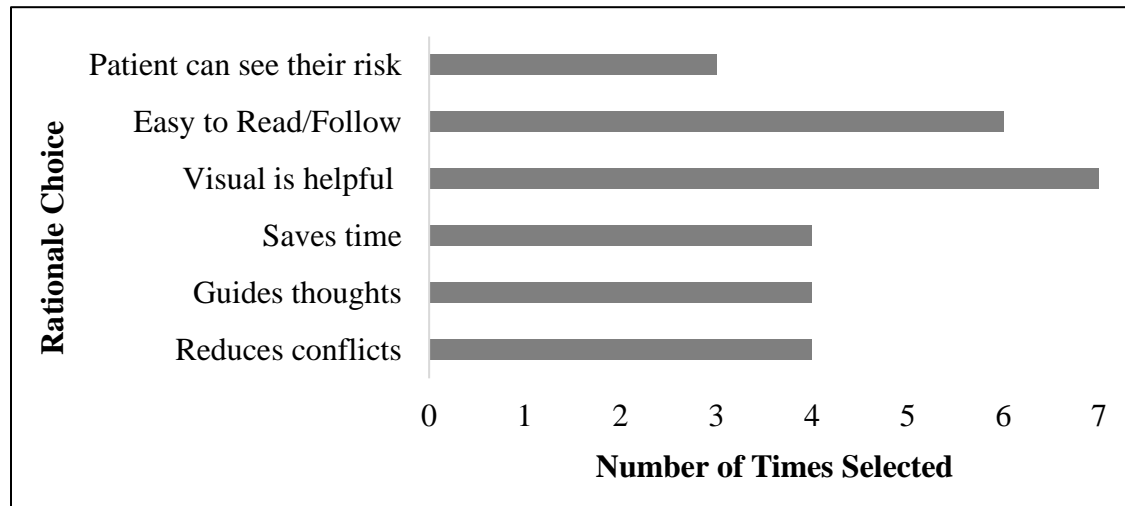 Rationale Choice
Patient can see their risk
Easy to Read/Follow
Visual is helpful
Saves time
Guides thoughts
Reduces conflicts
0 1 2 3 4 5 6 7
Number of Times Selected